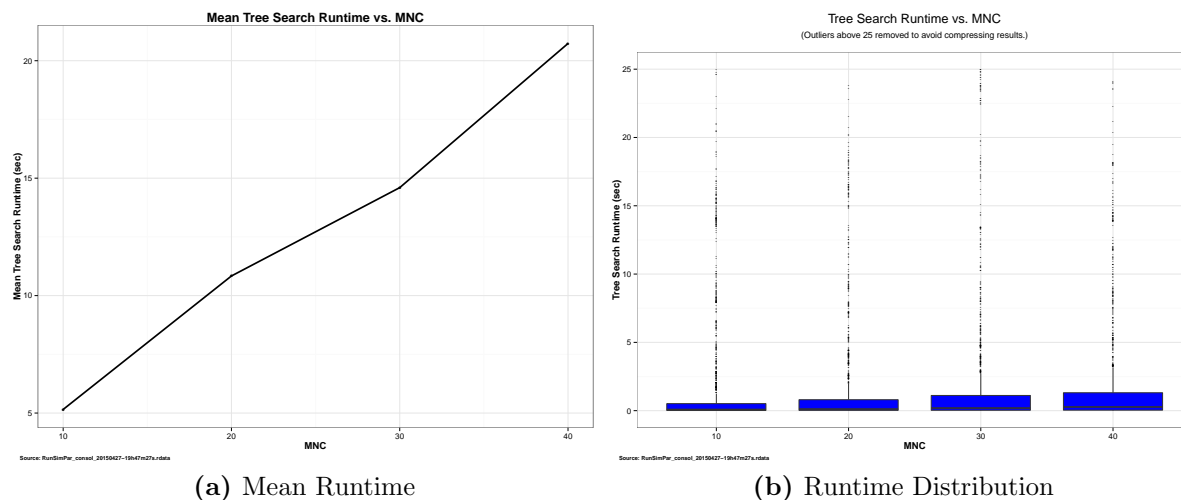 Mean Tree Search Runtime vs. MNC
Mean Tree Search Runtime (sec)
20
15
10
5
10
20
30
40
MNC
Source: RunSimPar_consol_20150427–19h47m27s.rdata
(a) Mean Runtime
Tree Search Runtime vs. MNC
(Outliers above 25 removed to avoid compressing results.)
Tree Search Runtime (sec)
25
20
15
10
5
0
10
20
30
40
MNC
Source: RunSimPar_consol_20150427–19h47m27s.rdata
(b) Runtime Distribution